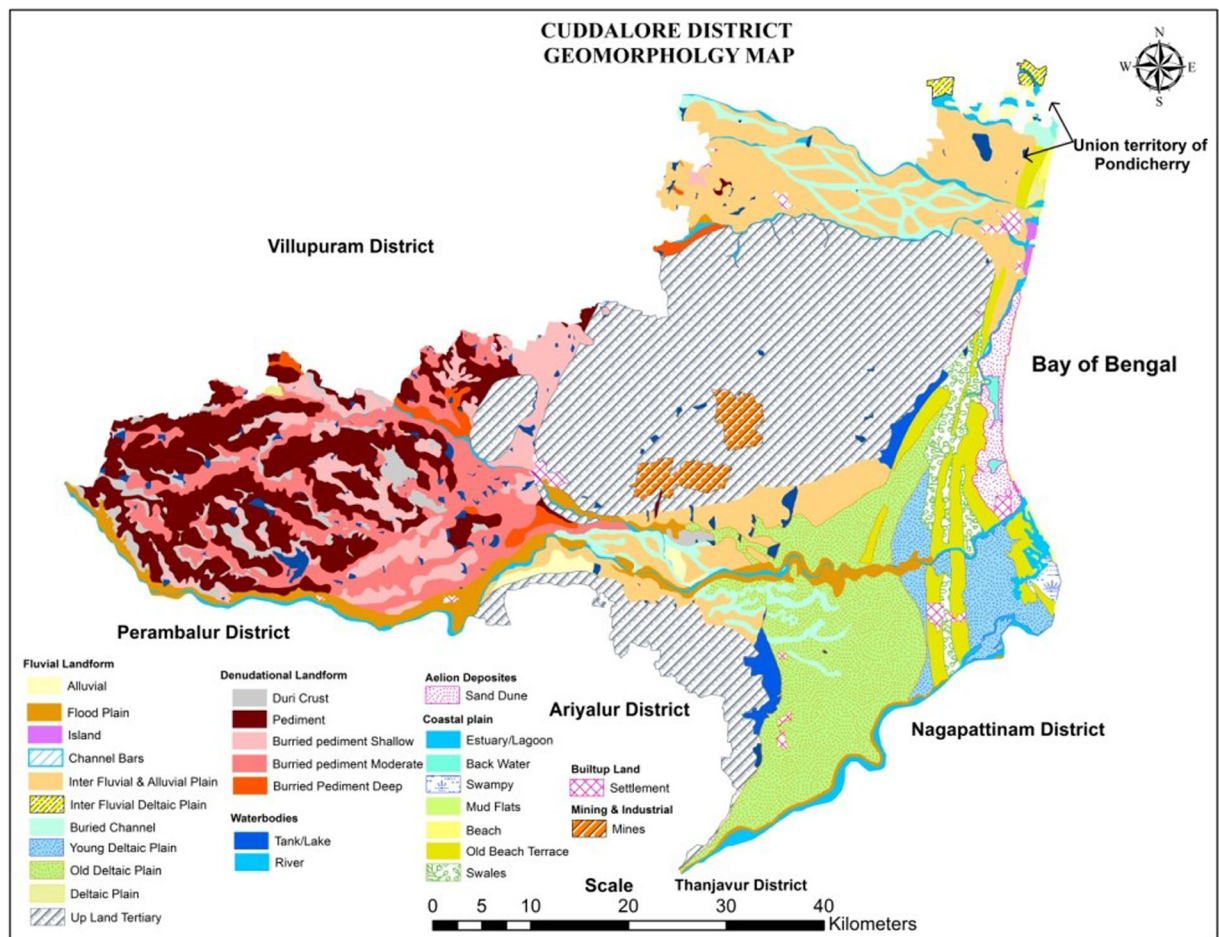 CUDDALORE DISTRICT
GEOMORPHOLGY MAP
N
W E
S
Union territory of
Pondicherry
Villupuram District
Bay of Bengal
Perambalur District
Ariyalur District
Nagapattinam District
Thanjavur District
Fluvial Landform
Alluvial
Flood Plain
Island
Channel Bars
Inter Fluvial & Alluvial Plain
Inter Fluvial Deltaic Plain
Buried Channel
Young Deltaic Plain
Old Deltaic Plain
Deltaic Plain
Up Land Tertiary
Denudational Landform
Duri Crust
Pediment
Burried pediment Shallow
Burried pediment Moderate
Burried Pediment Deep
Waterbodies
Tank/Lake
River
Aelion Deposites
Sand Dune
Coastal plain
Estuary/Lagoon
Back Water
Swampy
Mud Flats
Beach
Old Beach Terrace
Swales
Builtup Land
Settlement
Mining & Industrial
Mines
Scale
0 5 10 20 30 40
Kilometers